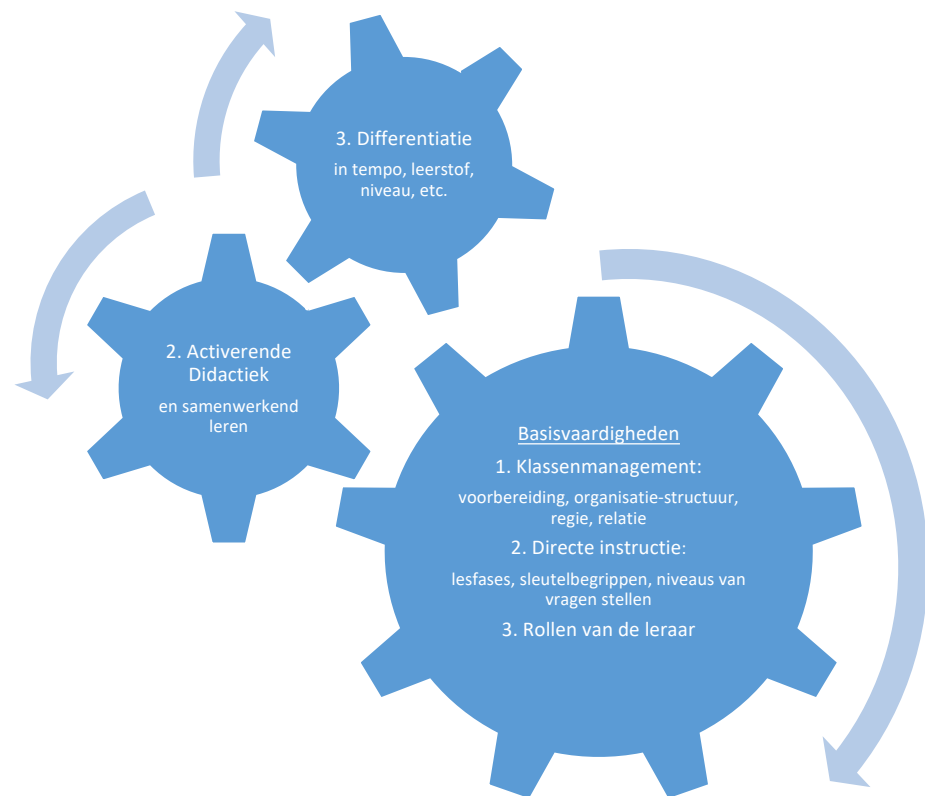 3. Differentiatie
in tempo, leerstof,
niveau, etc.
2. Activerende
Didactiek
en samenwerkend
leren
Basisvaardigheden
1. Klassenmanagement:
voorbereiding, organisatie-structuur,
regie, relatie
2. Directe instructie:
lesfases, sleutelbegrippen, niveaus van
vragen stellen
3. Rollen van de leraar